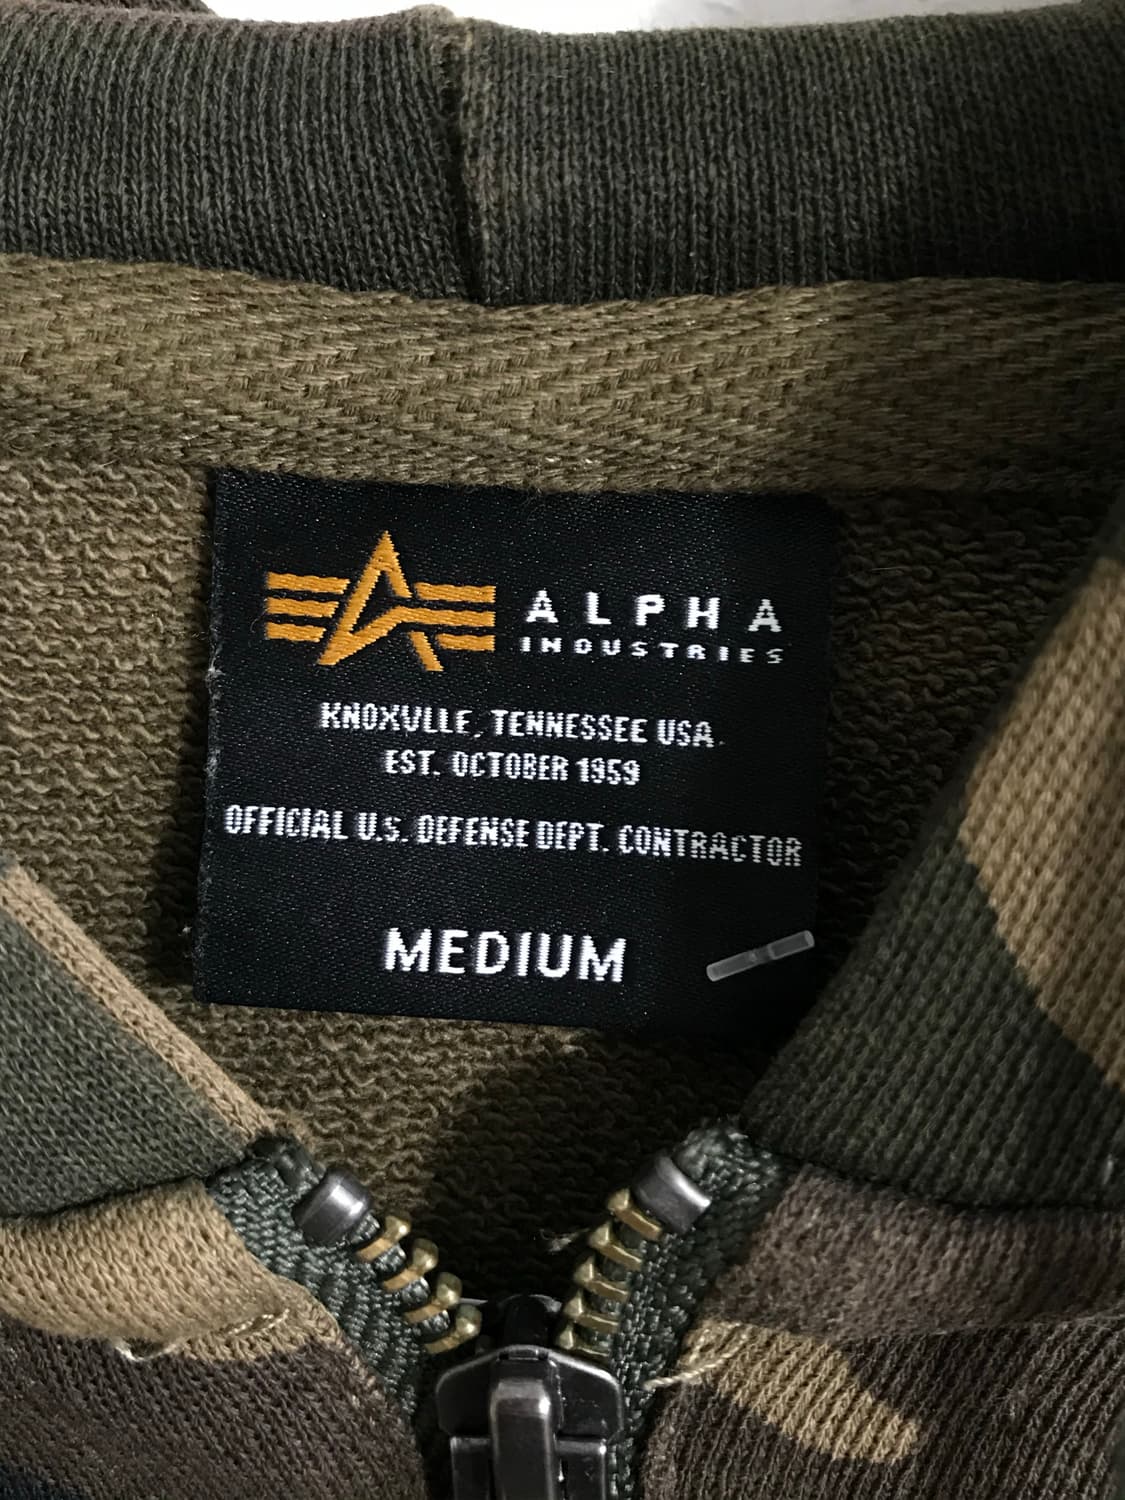 ALPHA
INDUSTRIES
KNOXVLLE, TENNESSEE USA.
EST. OCTOBER 1959
OFFICIAL U.S. DEFENSE DEPT. CONTRACTOR
MEDIUM